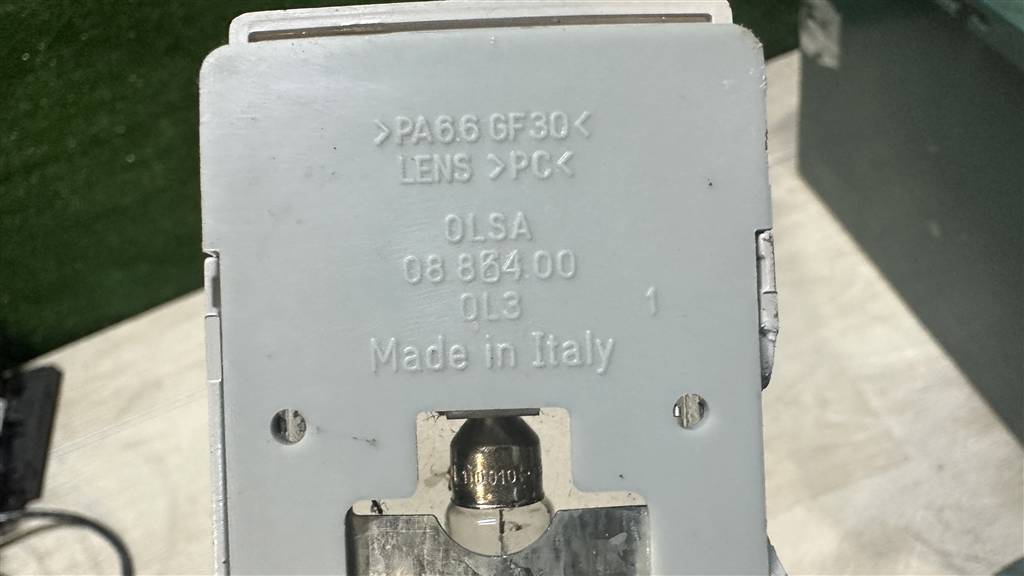 >PA6.6 GF30<
LENS >PC<
OLSA
08 864.00
OL3
1
Made in Italy